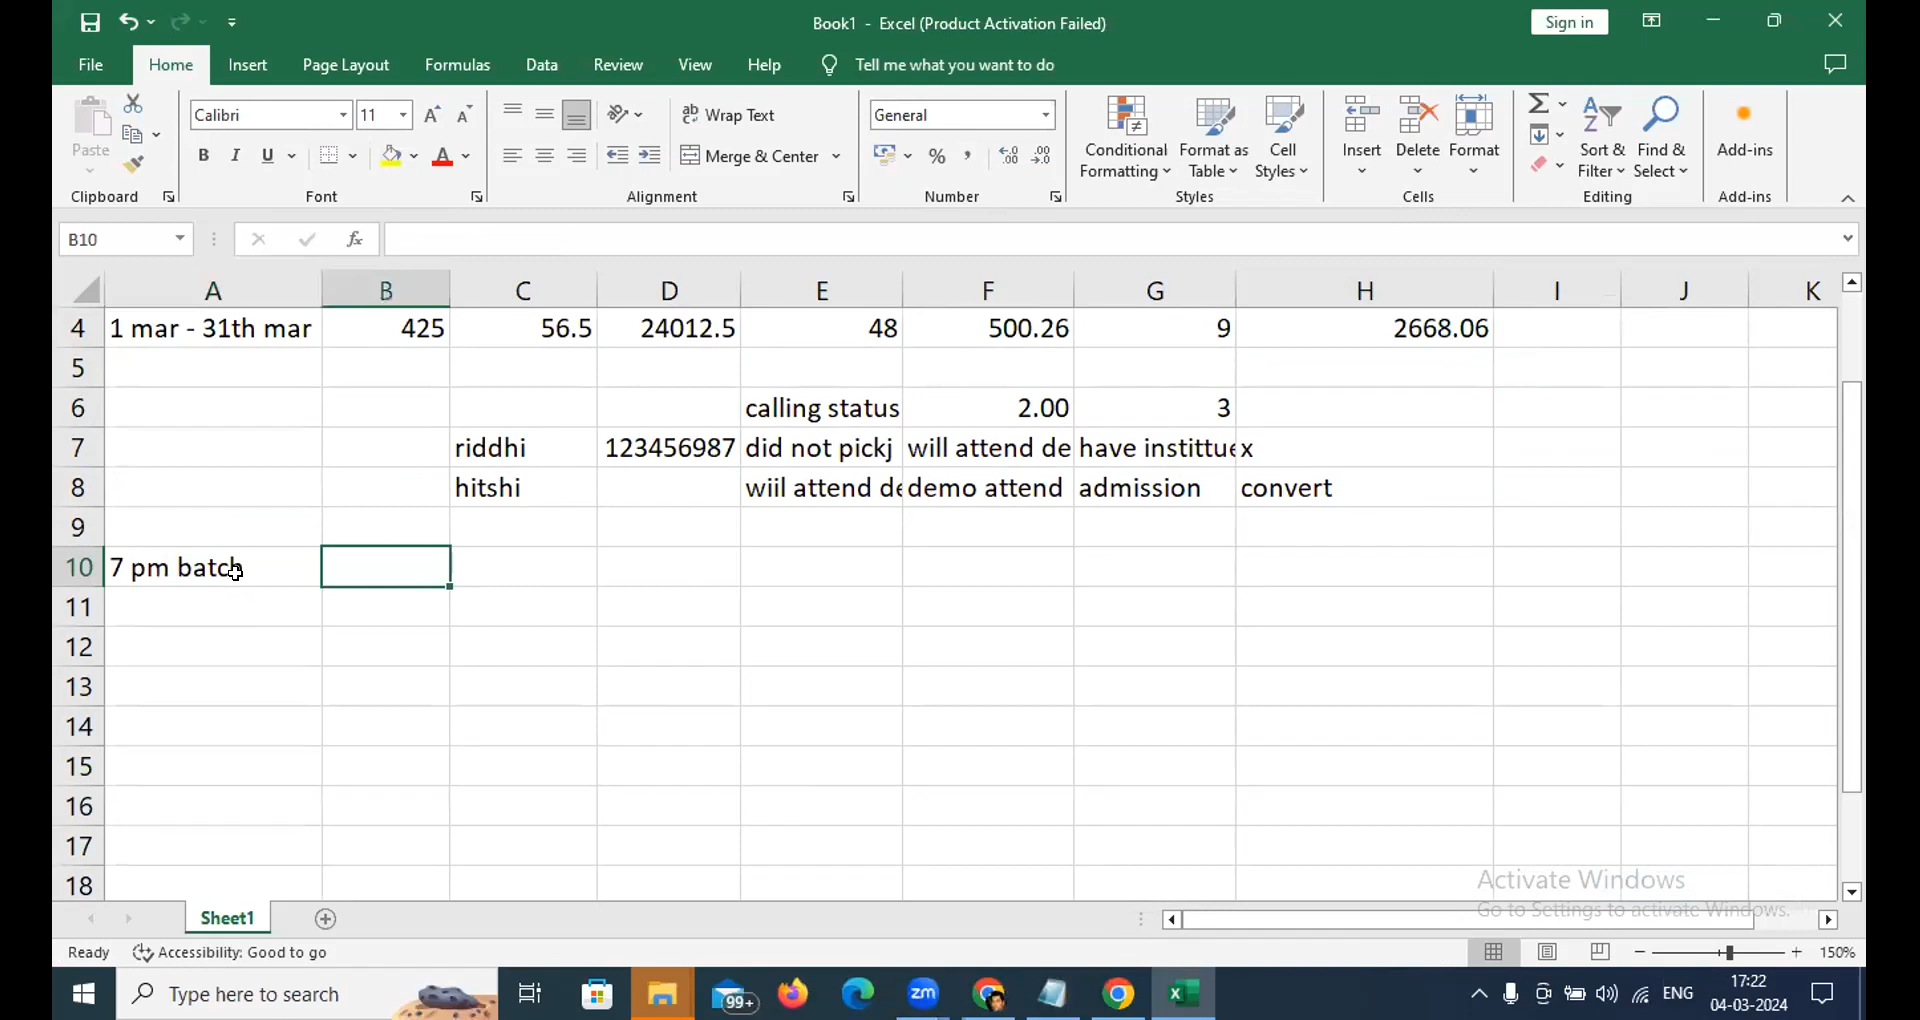 Book1 - Excel (Product Activation Failed)
Sign in
File Home Insert Page Layout Formulas Data Review View Help Tell me what you want to do
Paste
Calibri 11
B I U A
Wrap Text
Merge & Center
General
Conditional Formatting
Format as Table
Cell Styles
Insert Delete Format
Sort & Filter
Find & Select
Add-ins
Clipboard Font Alignment Number Styles Cells Editing Add-ins
B10 fx
A B C D E F G H I J K
4 1 mar - 31th mar 425 56.5 24012.5 48 500.26 9 2668.06
5
6 calling status 2.00 3
7 riddhi 123456987 did not pickj will attend de have instittue x
8 hitshi wiil attend de demo attend admission convert
9
10 7 pm batch
11
12
13
14
15
16
17
18
Activate Windows
Go to Settings to activate Windows.
Sheet1
Ready Accessibility: Good to go 150%
Type here to search
99+
zm
ENG
17:22
04-03-2024